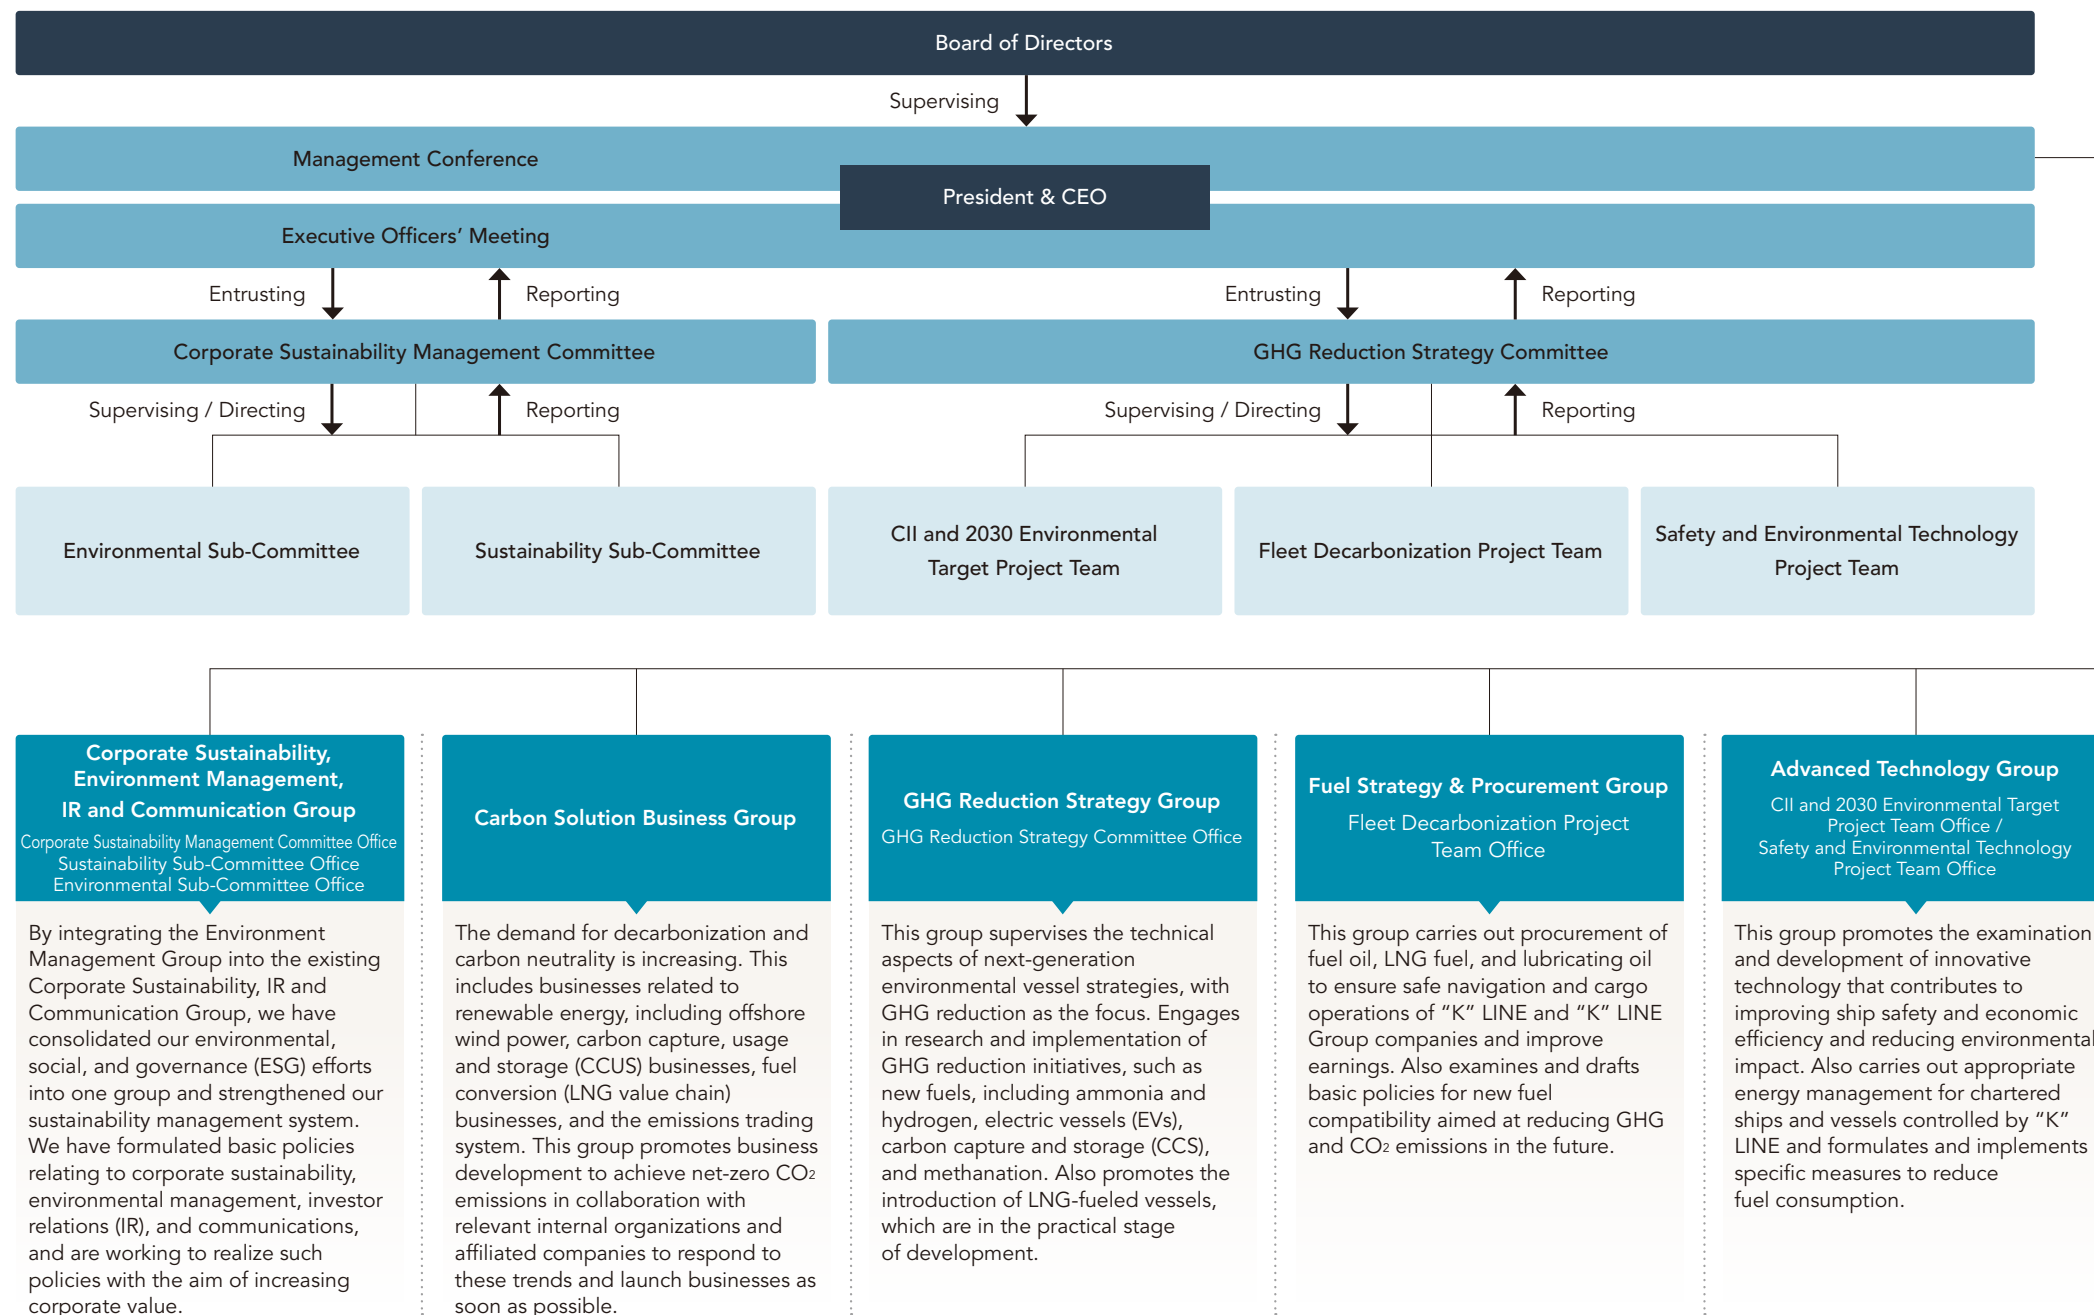 Board of Directors
Supervising
Management Conference
President & CEO
Executive Officers’ Meeting
Entrusting
Reporting
Entrusting
Reporting
Corporate Sustainability Management Committee
GHG Reduction Strategy Committee
Supervising / Directing
Reporting
Supervising / Directing
Reporting
Environmental Sub-Committee
Sustainability Sub-Committee
CII and 2030 Environmental
Target Project Team
Fleet Decarbonization Project Team
Safety and Environmental Technology
Project Team
Corporate Sustainability,
Environment Management,
IR and Communication Group
Corporate Sustainability Management Committee Office
Sustainability Sub-Committee Office
Environmental Sub-Committee Office
By integrating the Environment
Management Group into the existing
Corporate Sustainability, IR and
Communication Group, we have
consolidated our environmental,
social, and governance (ESG) efforts
into one group and strengthened our
sustainability management system.
We have formulated basic policies
relating to corporate sustainability,
environmental management, investor
relations (IR), and communications,
and are working to realize such
policies with the aim of increasing
corporate value.
Carbon Solution Business Group
The demand for decarbonization and
carbon neutrality is increasing. This
includes businesses related to
renewable energy, including offshore
wind power, carbon capture, usage
and storage (CCUS) businesses, fuel
conversion (LNG value chain)
businesses, and the emissions trading
system. This group promotes business
development to achieve net-zero CO2
emissions in collaboration with
relevant internal organizations and
affiliated companies to respond to
these trends and launch businesses as
soon as possible.
GHG Reduction Strategy Group
GHG Reduction Strategy Committee Office
This group supervises the technical
aspects of next-generation
environmental vessel strategies, with
GHG reduction as the focus. Engages
in research and implementation of
GHG reduction initiatives, such as
new fuels, including ammonia and
hydrogen, electric vessels (EVs),
carbon capture and storage (CCS),
and methanation. Also promotes the
introduction of LNG-fueled vessels,
which are in the practical stage
of development.
Fuel Strategy & Procurement Group
Fleet Decarbonization Project
Team Office
This group carries out procurement of
fuel oil, LNG fuel, and lubricating oil
to ensure safe navigation and cargo
operations of “K” LINE and “K” LINE
Group companies and improve
earnings. Also examines and drafts
basic policies for new fuel
compatibility aimed at reducing GHG
and CO2 emissions in the future.
Advanced Technology Group
CII and 2030 Environmental Target
Project Team Office /
Safety and Environmental Technology
Project Team Office
This group promotes the examination
and development of innovative
technology that contributes to
improving ship safety and economic
efficiency and reducing environmental
impact. Also carries out appropriate
energy management for chartered
ships and vessels controlled by “K”
LINE and formulates and implements
specific measures to reduce
fuel consumption.